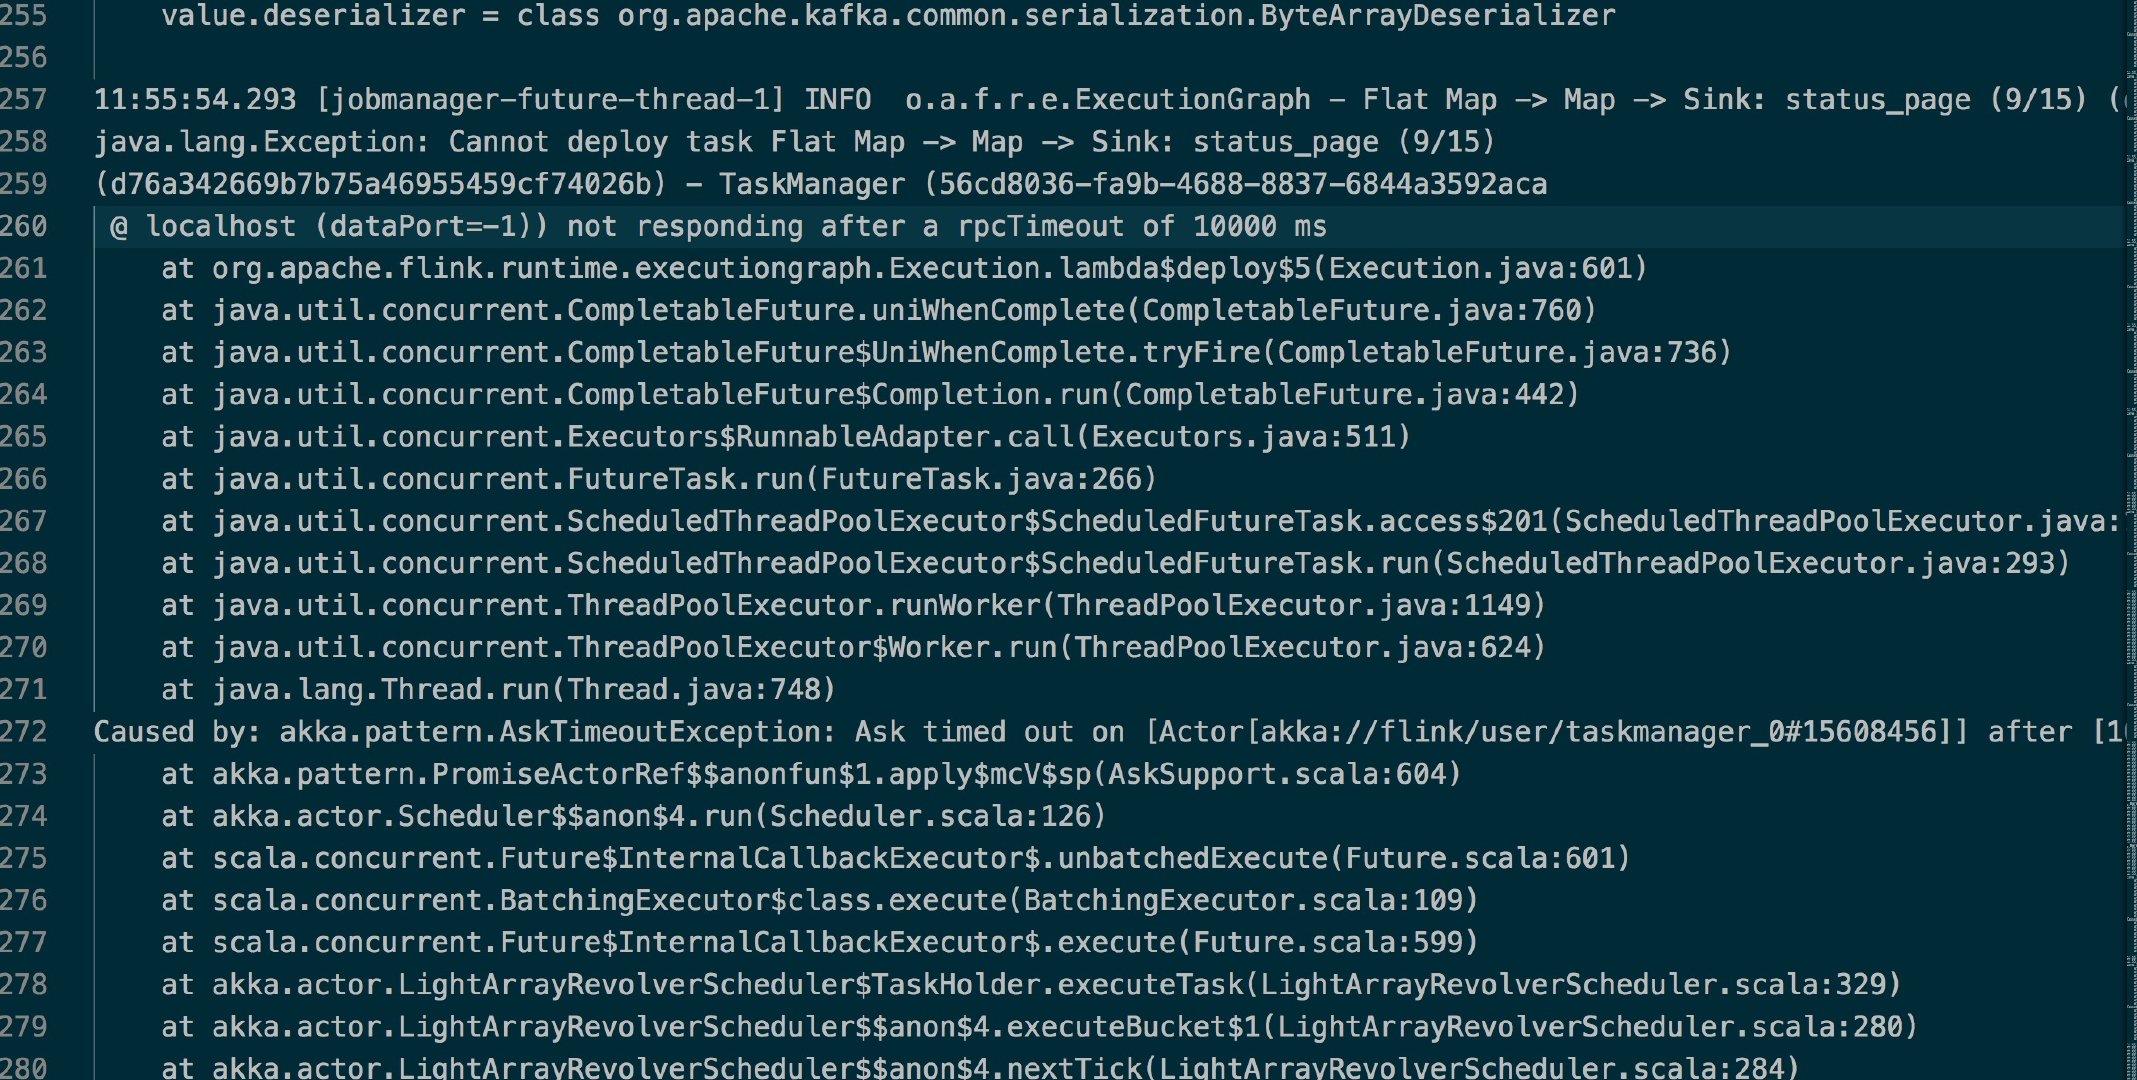 255 value.deserializer = class org.apache.kafka.common.serialization.ByteArrayDeserializer
256
257 11:55:54.293 [jobmanager-future-thread-1] INFO  o.a.f.r.e.ExecutionGraph - Flat Map -> Map -> Sink: status_page (9/15) (
258 java.lang.Exception: Cannot deploy task Flat Map -> Map -> Sink: status_page (9/15)
259 (d76a342669b7b75a46955459cf74026b) - TaskManager (56cd8036-fa9b-4688-8837-6844a3592aca
260 @ localhost (dataPort=-1)) not responding after a rpcTimeout of 10000 ms
261 at org.apache.flink.runtime.executiongraph.Execution.lambda$deploy$5(Execution.java:601)
262 at java.util.concurrent.CompletableFuture.uniWhenComplete(CompletableFuture.java:760)
263 at java.util.concurrent.CompletableFuture$UniWhenComplete.tryFire(CompletableFuture.java:736)
264 at java.util.concurrent.CompletableFuture$Completion.run(CompletableFuture.java:442)
265 at java.util.concurrent.Executors$RunnableAdapter.call(Executors.java:511)
266 at java.util.concurrent.FutureTask.run(FutureTask.java:266)
267 at java.util.concurrent.ScheduledThreadPoolExecutor$ScheduledFutureTask.access$201(ScheduledThreadPoolExecutor.java:
268 at java.util.concurrent.ScheduledThreadPoolExecutor$ScheduledFutureTask.run(ScheduledThreadPoolExecutor.java:293)
269 at java.util.concurrent.ThreadPoolExecutor.runWorker(ThreadPoolExecutor.java:1149)
270 at java.util.concurrent.ThreadPoolExecutor$Worker.run(ThreadPoolExecutor.java:624)
271 at java.lang.Thread.run(Thread.java:748)
272 Caused by: akka.pattern.AskTimeoutException: Ask timed out on [Actor[akka://flink/user/taskmanager_0#15608456]] after [1
273 at akka.pattern.PromiseActorRef$$anonfun$1.apply$mcV$sp(AskSupport.scala:604)
274 at akka.actor.Scheduler$$anon$4.run(Scheduler.scala:126)
275 at scala.concurrent.Future$InternalCallbackExecutor$.unbatchedExecute(Future.scala:601)
276 at scala.concurrent.BatchingExecutor$class.execute(BatchingExecutor.scala:109)
277 at scala.concurrent.Future$InternalCallbackExecutor$.execute(Future.scala:599)
278 at akka.actor.LightArrayRevolverScheduler$TaskHolder.executeTask(LightArrayRevolverScheduler.scala:329)
279 at akka.actor.LightArrayRevolverScheduler$$anon$4.executeBucket$1(LightArrayRevolverScheduler.scala:280)
280 at akka.actor.LightArrayRevolverScheduler$$anon$4.nextTick(LightArrayRevolverScheduler.scala:284)